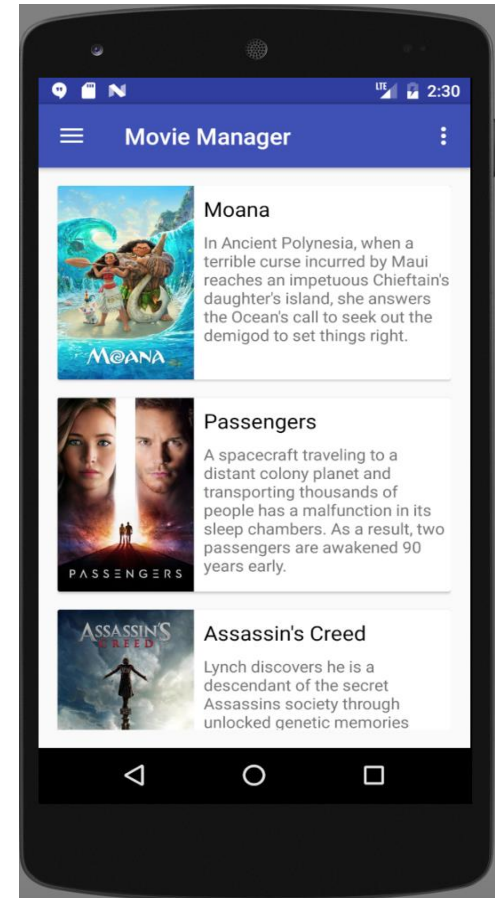 LTE 2:30
Movie Manager
Moana
In Ancient Polynesia, when a
terrible curse incurred by Maui
reaches an impetuous Chieftain's
daughter's island, she answers
the Ocean's call to seek out the
demigod to set things right.
MOANA
Passengers
A spacecraft traveling to a
distant colony planet and
transporting thousands of
people has a malfunction in its
sleep chambers. As a result, two
passengers are awakened 90
years early.
PASSENGERS
ASSASSIN'S
CREED
Assassin's Creed
Lynch discovers he is a
descendant of the secret
Assassins society through
unlocked genetic memories